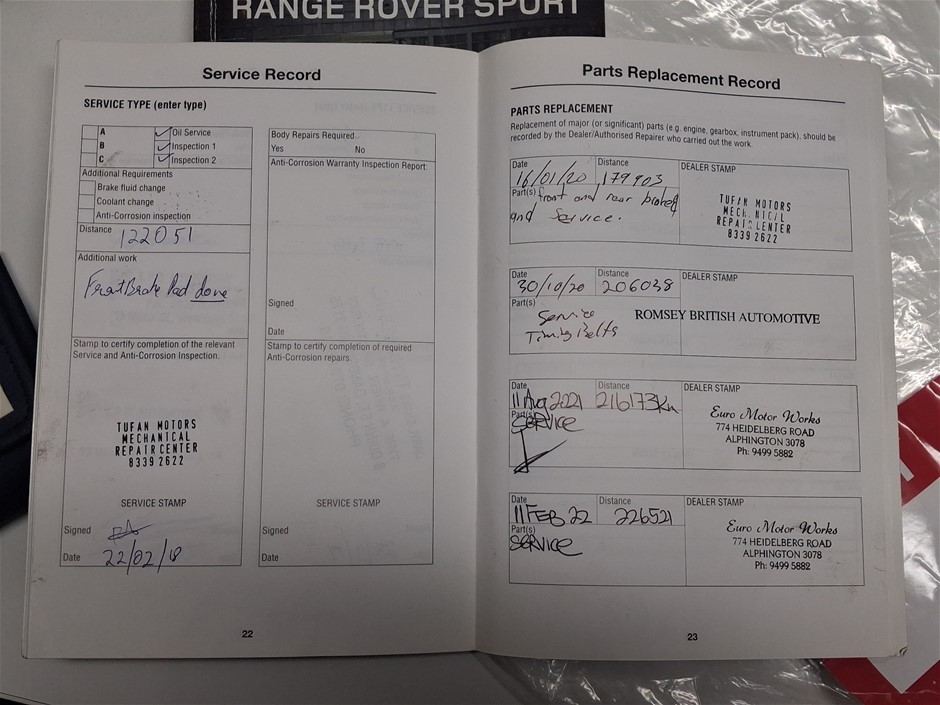 RANGE ROVER SPORT
Service Record
SERVICE TYPE (enter type)
A
B
C
Oil Service
Inspection 1
Inspection 2
Additional Requirements
Brake fluid change
Coolant change
Anti-Corrosion inspection
Distance 122051
Additional work
Front Brake Pad done
Stamp to certify completion of the relevant
Service and Anti-Corrosion Inspection.
TUFAN MOTORS
MECHANICAL
REPAIR CENTER
8339 2622
SERVICE STAMP
Signed
Date 22/02/18
Body Repairs Required
Yes No
Anti-Corrosion Warranty Inspection Report:
Signed
Date
Stamp to certify completion of required
Anti-Corrosion repairs.
SERVICE STAMP
Signed
Date
22
Parts Replacement Record
PARTS REPLACEMENT
Replacement of major (or significant) parts (e.g. engine, gearbox, instrument pack), should be
recorded by the Dealer/Authorised Repairer who carried out the work.
Date Distance DEALER STAMP
16/01/20 179903
Part(s) front and rear brakes
and Service.
TUFAN MOTORS
MECHANICAL
REPAIR CENTER
8339 2622
Date Distance DEALER STAMP
30/10/20 206038
Part(s)
Service
Timing Belts
ROMSEY BRITISH AUTOMOTIVE
Date Distance DEALER STAMP
11 Aug 2021 216173Km
Part(s)
SERVICE
Euro Motor Works
774 HEIDELBERG ROAD
ALPHINGTON 3078
Ph: 9499 5882
Date Distance DEALER STAMP
11 FEB 22 226521
Part(s)
SERVICE
Euro Motor Works
774 HEIDELBERG ROAD
ALPHINGTON 3078
Ph: 9499 5882
23